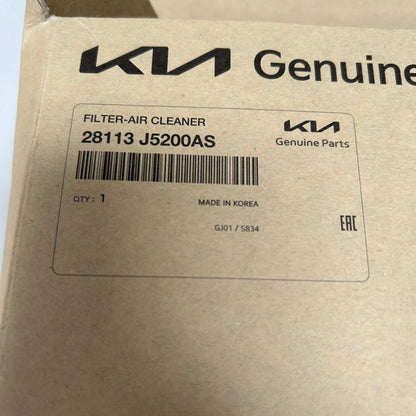 KIA Genuine
FILTER-AIR CLEANER
28113 J5200AS
KIA
Genuine Parts
QTY : 1
MADE IN KOREA
GJ01 / S834
EAC